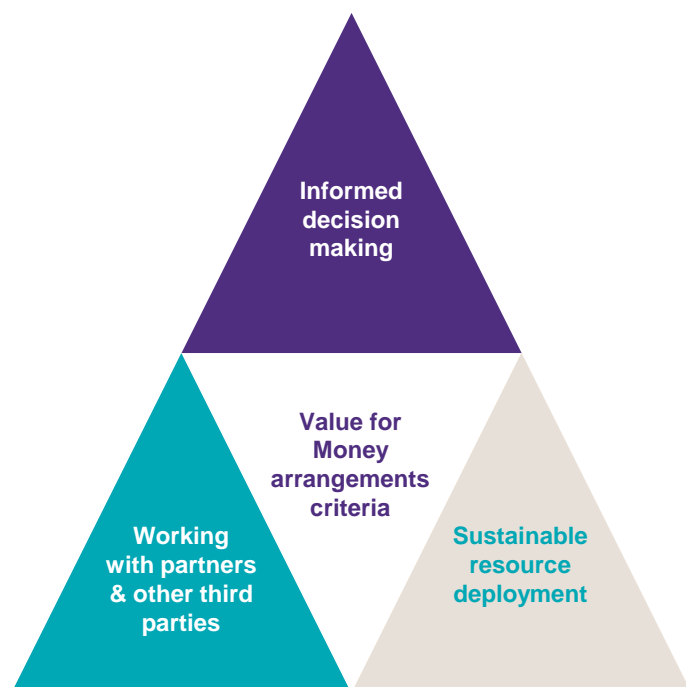 Informed
decision
making
Value for
Money
arrangements
criteria
Working
with partners
& other third
parties
Sustainable
resource
deployment